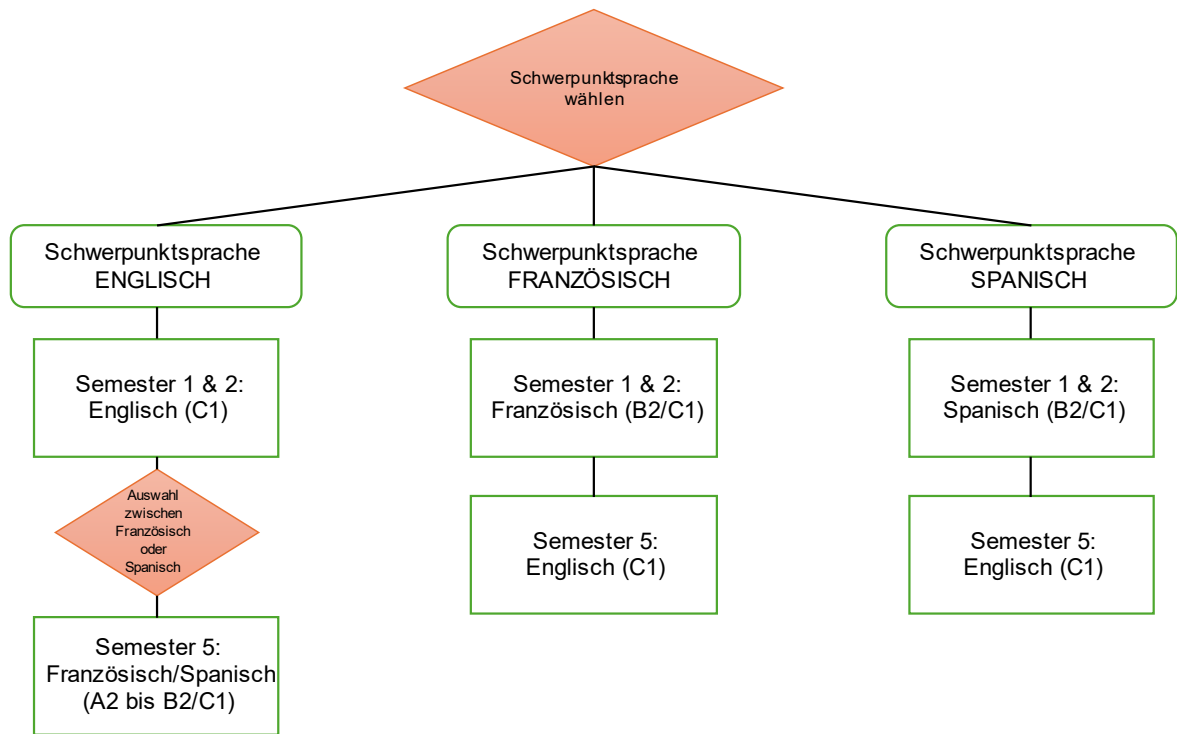 Schwerpunktsprache
wählen
Schwerpunktsprache
ENGLISCH
Schwerpunktsprache
FRANZÖSISCH
Schwerpunktsprache
SPANISCH
Semester 1 & 2:
Englisch (C1)
Semester 1 & 2:
Französisch (B2/C1)
Semester 1 & 2:
Spanisch (B2/C1)
Auswahl
zwischen
Französisch
oder
Spanisch
Semester 5:
Englisch (C1)
Semester 5:
Englisch (C1)
Semester 5:
Französisch/Spanisch
(A2 bis B2/C1)